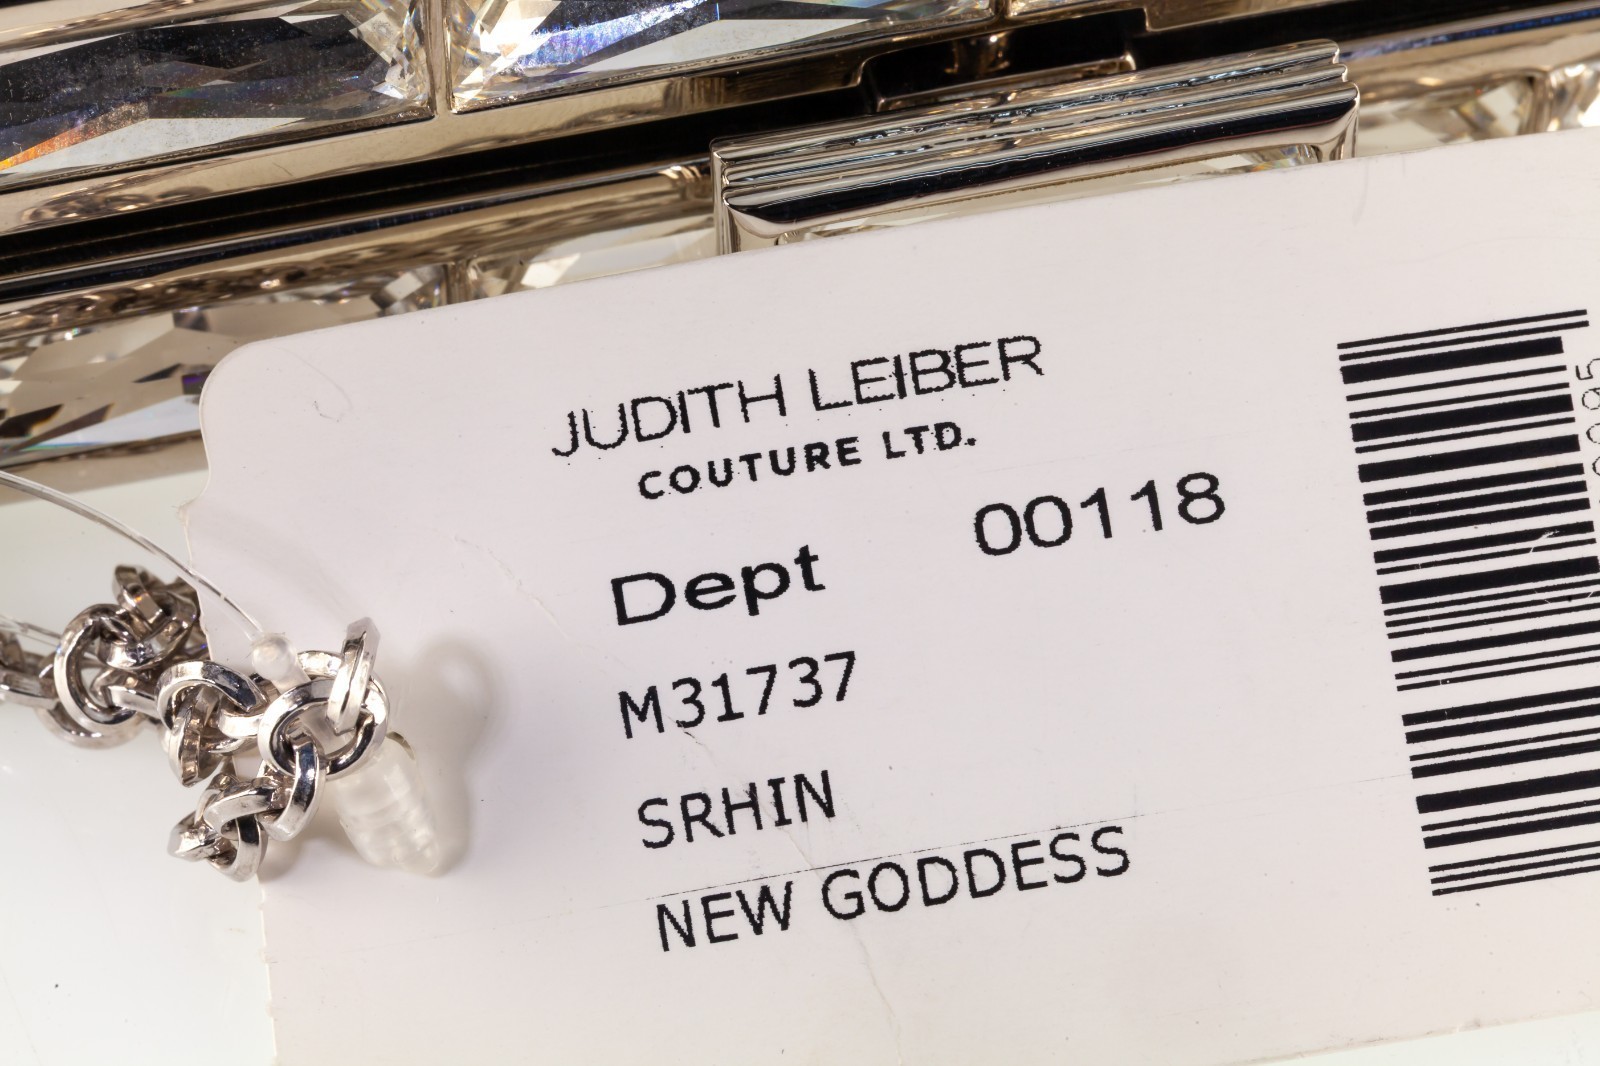 JUDITH LEIBER
COUTURE LTD.
Dept 00118
M31737
SRHIN
NEW GODDESS